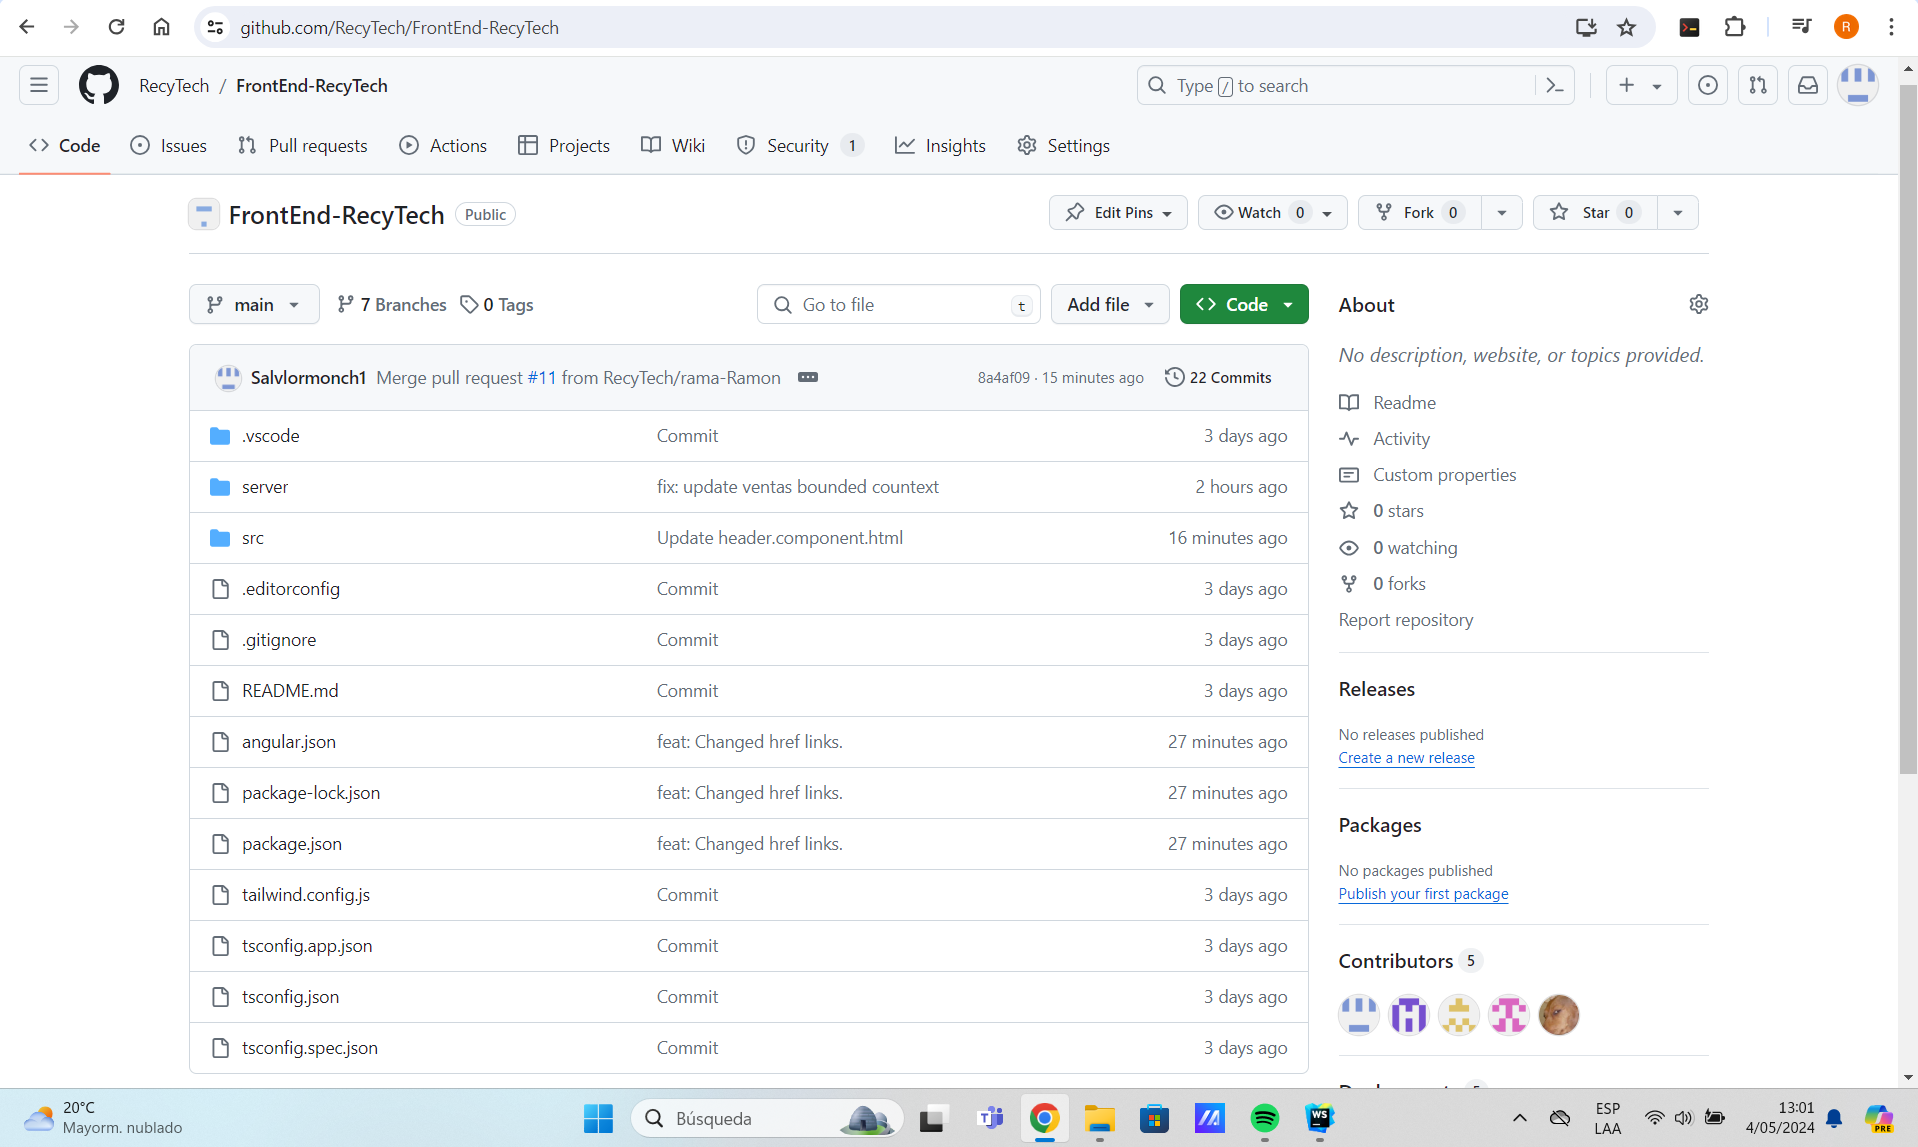 github.com/RecyTech/FrontEnd-RecyTech
R
RecyTech / FrontEnd-RecyTech
Type / to search
Code
Issues
Pull requests
Actions
Projects
Wiki
Security 1
Insights
Settings
FrontEnd-RecyTech Public
Edit Pins
Watch 0
Fork 0
Star 0
main
7 Branches
0 Tags
Go to file t
Add file
Code
Salvlormonch1 Merge pull request #11 from RecyTech/rama-Ramon 8a4af09 · 15 minutes ago 22 Commits
.vscode Commit 3 days ago
server fix: update ventas bounded countext 2 hours ago
src Update header.component.html 16 minutes ago
.editorconfig Commit 3 days ago
.gitignore Commit 3 days ago
README.md Commit 3 days ago
angular.json feat: Changed href links. 27 minutes ago
package-lock.json feat: Changed href links. 27 minutes ago
package.json feat: Changed href links. 27 minutes ago
tailwind.config.js Commit 3 days ago
tsconfig.app.json Commit 3 days ago
tsconfig.json Commit 3 days ago
tsconfig.spec.json Commit 3 days ago
About
No description, website, or topics provided.
Readme
Activity
Custom properties
0 stars
0 watching
0 forks
Report repository
Releases
No releases published
Create a new release
Packages
No packages published
Publish your first package
Contributors 5
20°C
Mayorm. nublado
Búsqueda
WS
ESP
LAA
13:01
4/05/2024
PRE